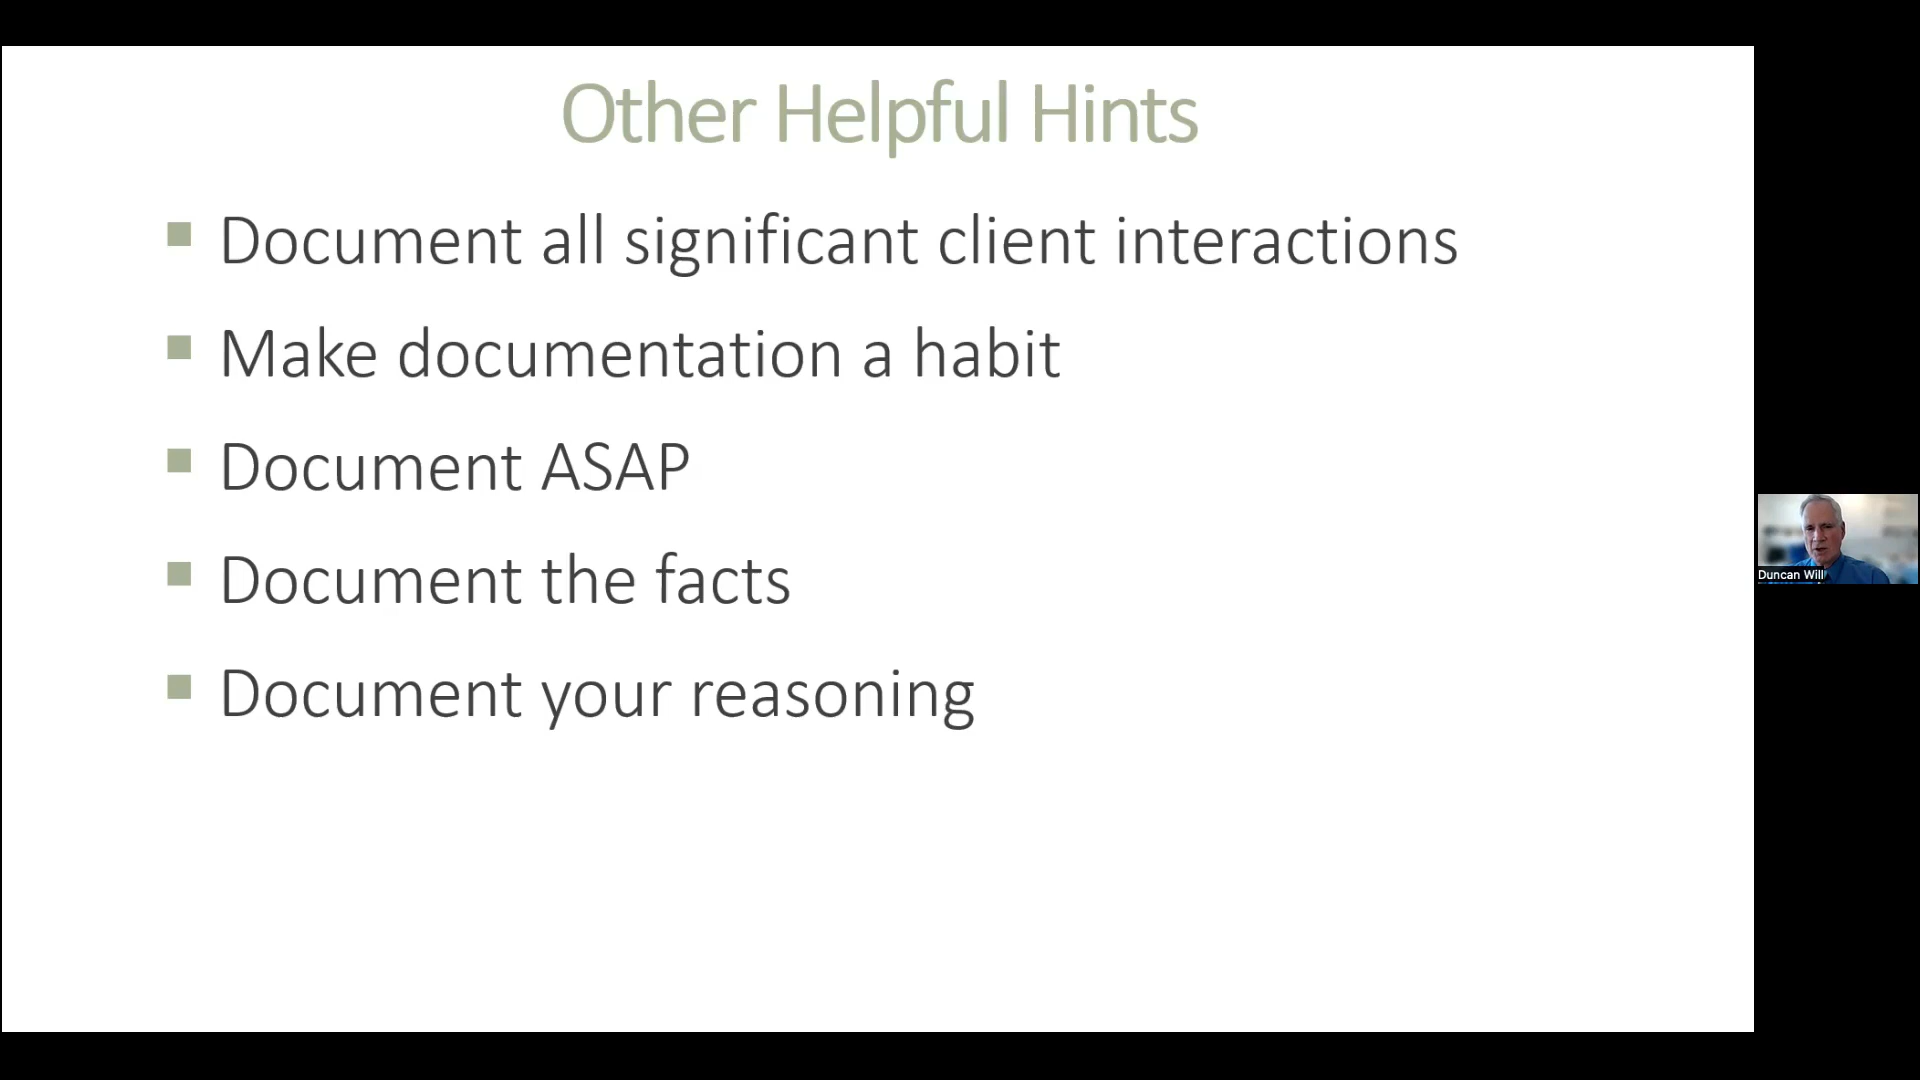 Other Helpful Hints
Document all significant client interactions
Make documentation a habit
Document ASAP
Document the facts
Document your reasoning
Duncan Will